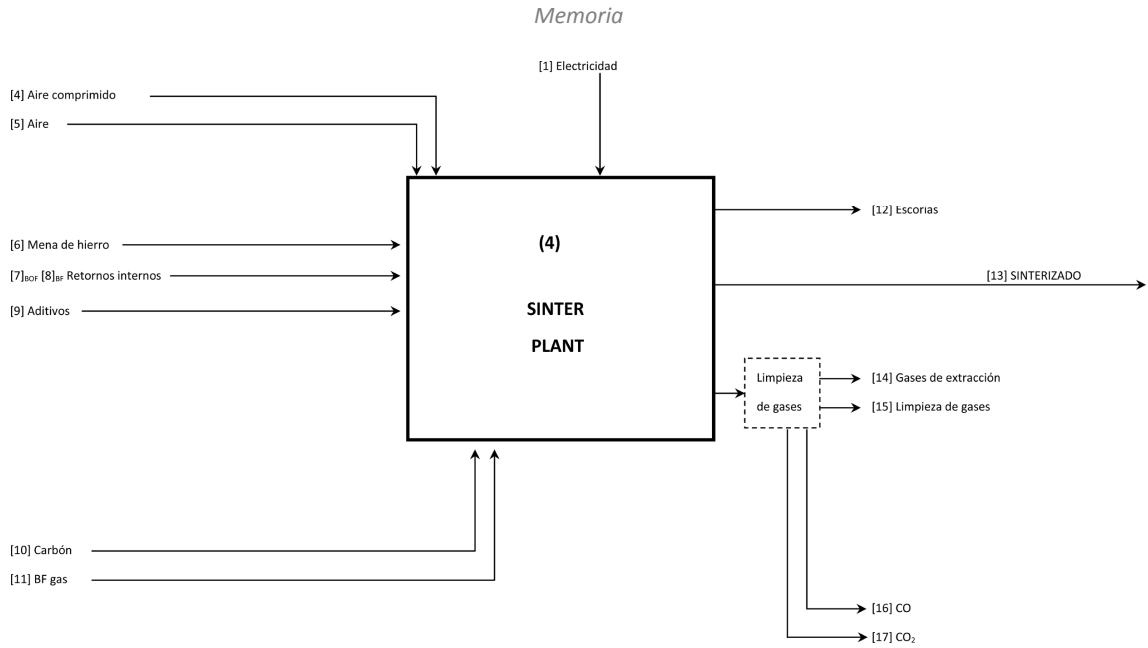 Memoria
[1] Electricidad
[4] Aire comprimido
[5] Aire
[12] Escorias
[6] Mena de hierro
(4)
[7]BOF [8]BF Retornos internos
[13] SINTERIZADO
[9] Aditivos
SINTER
PLANT
Limpieza
de gases
[14] Gases de extracción
[15] Limpieza de gases
[10] Carbón
[11] BF gas
[16] CO
[17] CO₂